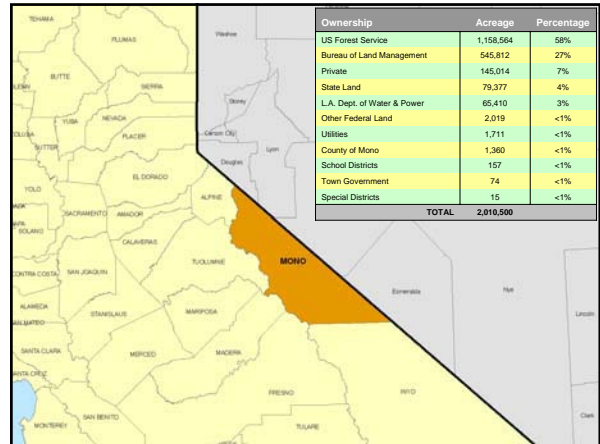 Ownership Acreage Percentage
US Forest Service 1,158,564 58%
Bureau of Land Management 545,812 27%
Private 145,014 7%
State Land 79,377 4%
L.A. Dept. of Water & Power 65,410 3%
Other Federal Land 2,019 <1%
Utilities 1,711 <1%
County of Mono 1,360 <1%
School Districts 157 <1%
Town Government 74 <1%
Special Districts 15 <1%
TOTAL 2,010,500
TEHAMA
PLUMAS
Washoe
BUTTE
SIERRA
Storey
YUBA
NEVADA
Carson City
Lyon
PLACER
SUTTER
Douglas
YOLO
EL DORADO
ALPINE
SACRAMENTO
AMADOR
SOLANO
CALAVERAS
MONO
TUOLUMNE
CONTRA COSTA
SAN JOAQUIN
Esmeralda
Nye
ALAMEDA
STANISLAUS
MARIPOSA
Lincoln
SAN MATEO
SANTA CLARA
MERCED
MADERA
SANTA CRUZ
FRESNO
INYO
SAN BENITO
Clark
MONTEREY
TULARE